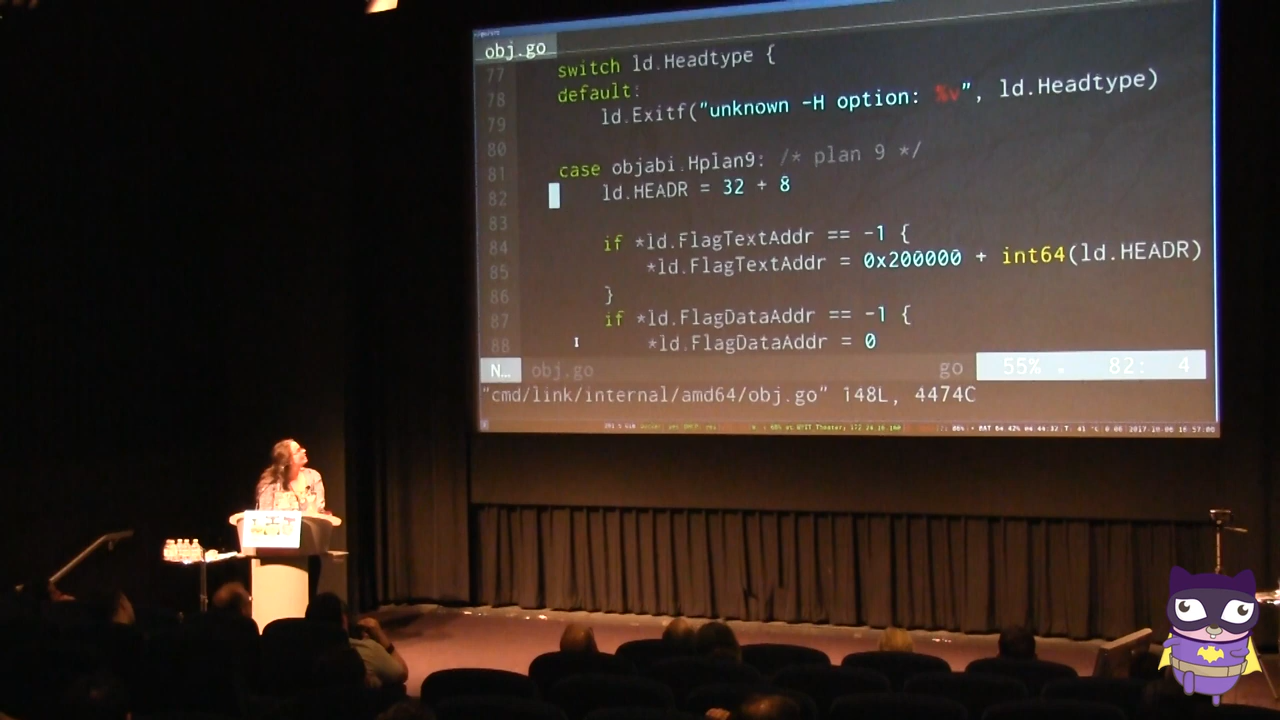 obj.go
77 switch ld.Headtype {
78 default:
79 ld.Exitf("unknown -H option: %v", ld.Headtype)
80
81 case objabi.Hplan9: /* plan 9 */
82 ld.HEADR = 32 + 8
83
84 if *ld.FlagTextAddr == -1 {
85 *ld.FlagTextAddr = 0x200000 + int64(ld.HEADR)
86 }
87 if *ld.FlagDataAddr == -1 {
88 *ld.FlagDataAddr = 0
N… obj.go go 55% 82: 4
"cmd/link/internal/amd64/obj.go" 148L, 4474C